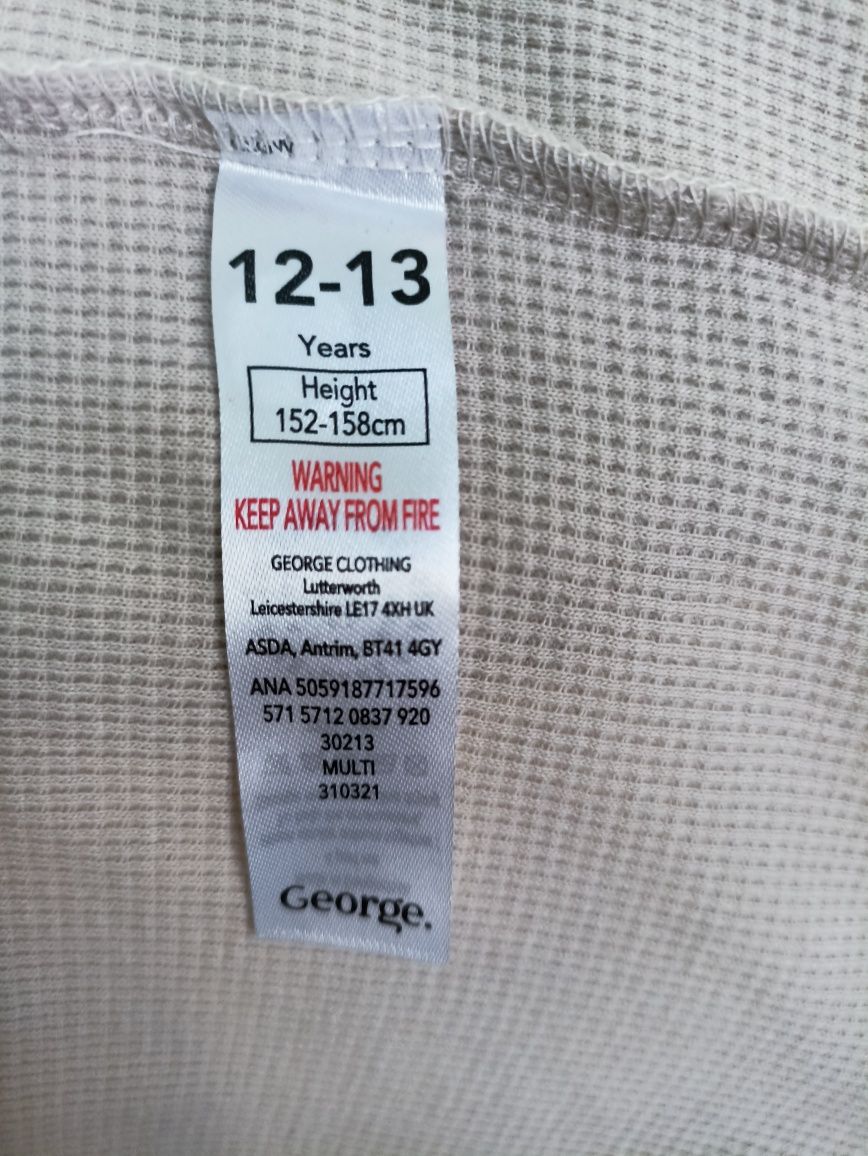 12-13
Years
Height
152-158cm
WARNING
KEEP AWAY FROM FIRE
GEORGE CLOTHING
Lutterworth
Leicestershire LE17 4XH UK
ASDA, Antrim, BT41 4GY
ANA 5059187717596
571 5712 0837 920
30213
MULTI
310321
George.